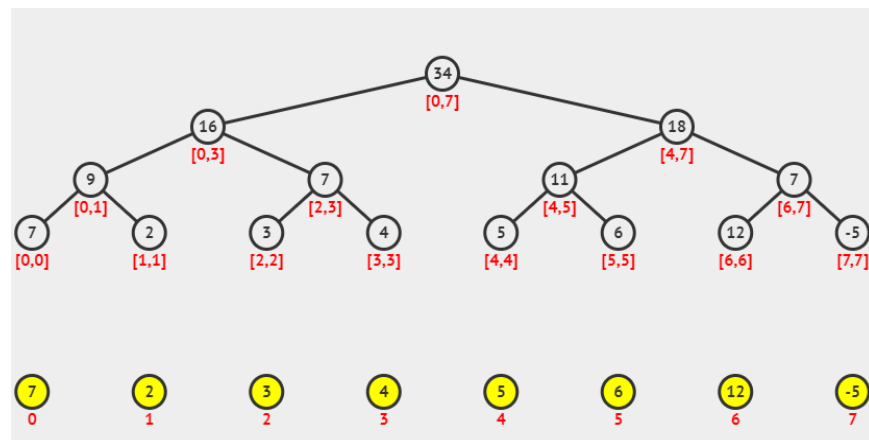 34
[0,7]
16 18
[0,3] [4,7]
9 7 11 7
[0,1] [2,3] [4,5] [6,7]
7 2 3 4 5 6 12 -5
[0,0] [1,1] [2,2] [3,3] [4,4] [5,5] [6,6] [7,7]
7 2 3 4 5 6 12 -5
0 1 2 3 4 5 6 7